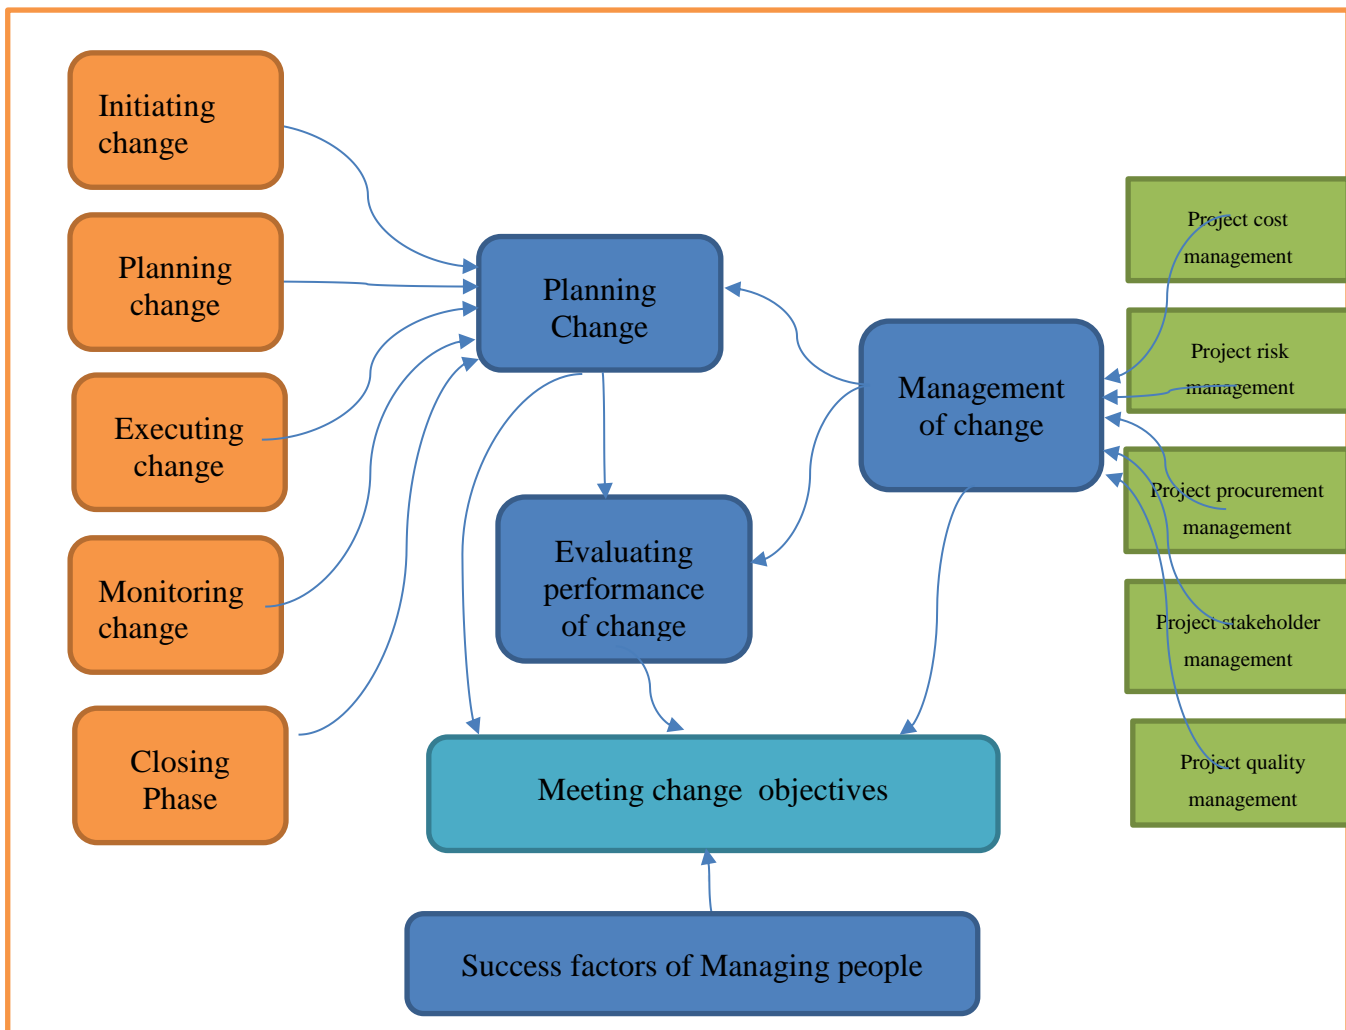 Initiating
change
Planning
change
Executing
change
Monitoring
change
Closing
Phase
Planning
Change
Evaluating
performance
of change
Management
of change
Project cost
management
Project risk
management
Project procurement
management
Project stakeholder
management
Project quality
management
Meeting change  objectives
Success factors of Managing people